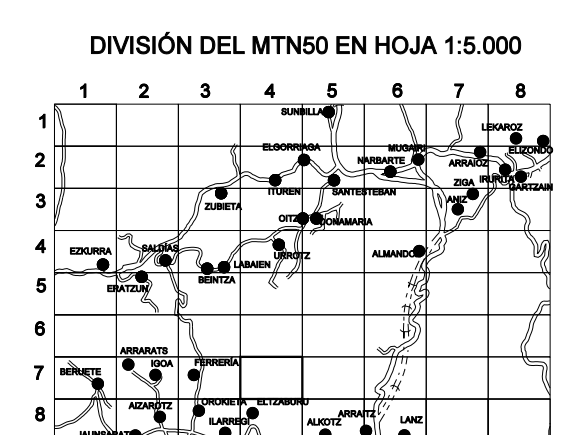 DIVISIÓN DEL MTN50 EN HOJA 1:5.000
1 2 3 4 5 6 7 8
1
SUNBILLA
LEKAROZ
ELIZONDO
2
ELGORRIAGA
MUGAIRI
NARBARTE
ARRAIOZ
IRURITA
ITUREN
SANTESTEBAN
ZIGA
GARTZAIN
3
ZUBIETA
ANIZ
OITZ
DONAMARIA
4
EZKURRA
SALDÍAS
LABAIEN
URROTZ
ALMANDOZ
5
ERATZUN
BEINTZA
6
ARRARATS
7
BERUETE
IGOA
FERRERÍA
8
AIZAROTZ
OROKIETA
ELTZABURU
ILARREGI
ALKOTZ
ARRAITZ
LANZ